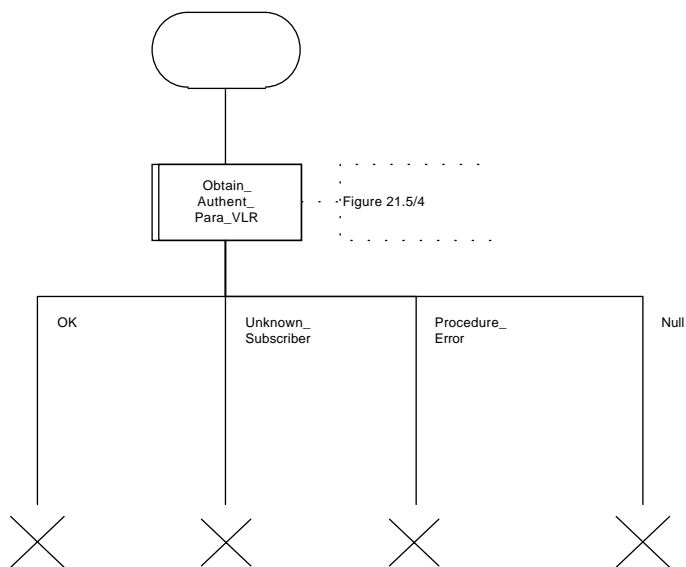 Obtain_
Authent_
Para_VLR
Figure 21.5/4
OK
Unknown_
Subscriber
Procedure_
Error
Null